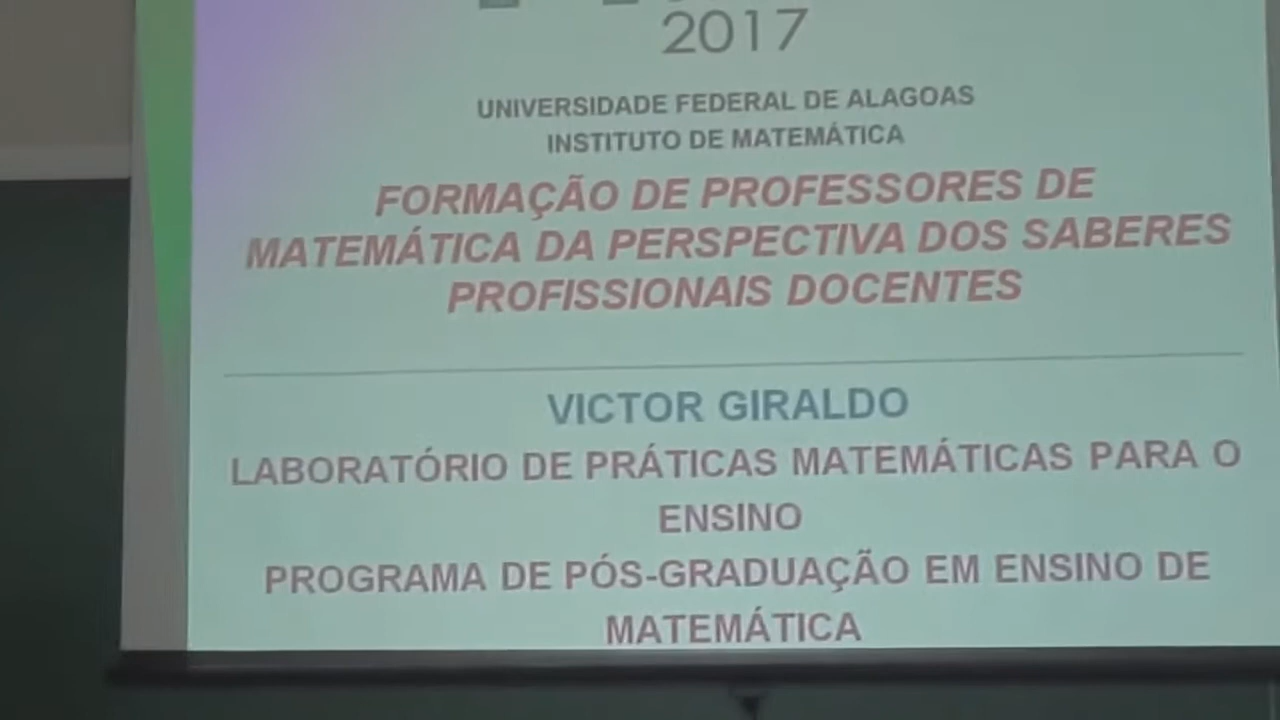 2017
UNIVERSIDADE FEDERAL DE ALAGOAS
INSTITUTO DE MATEMÁTICA
FORMAÇÃO DE PROFESSORES DE
MATEMÁTICA DA PERSPECTIVA DOS SABERES
PROFISSIONAIS DOCENTES
VICTOR GIRALDO
LABORATÓRIO DE PRÁTICAS MATEMÁTICAS PARA O
ENSINO
PROGRAMA DE PÓS-GRADUAÇÃO EM ENSINO DE
MATEMÁTICA